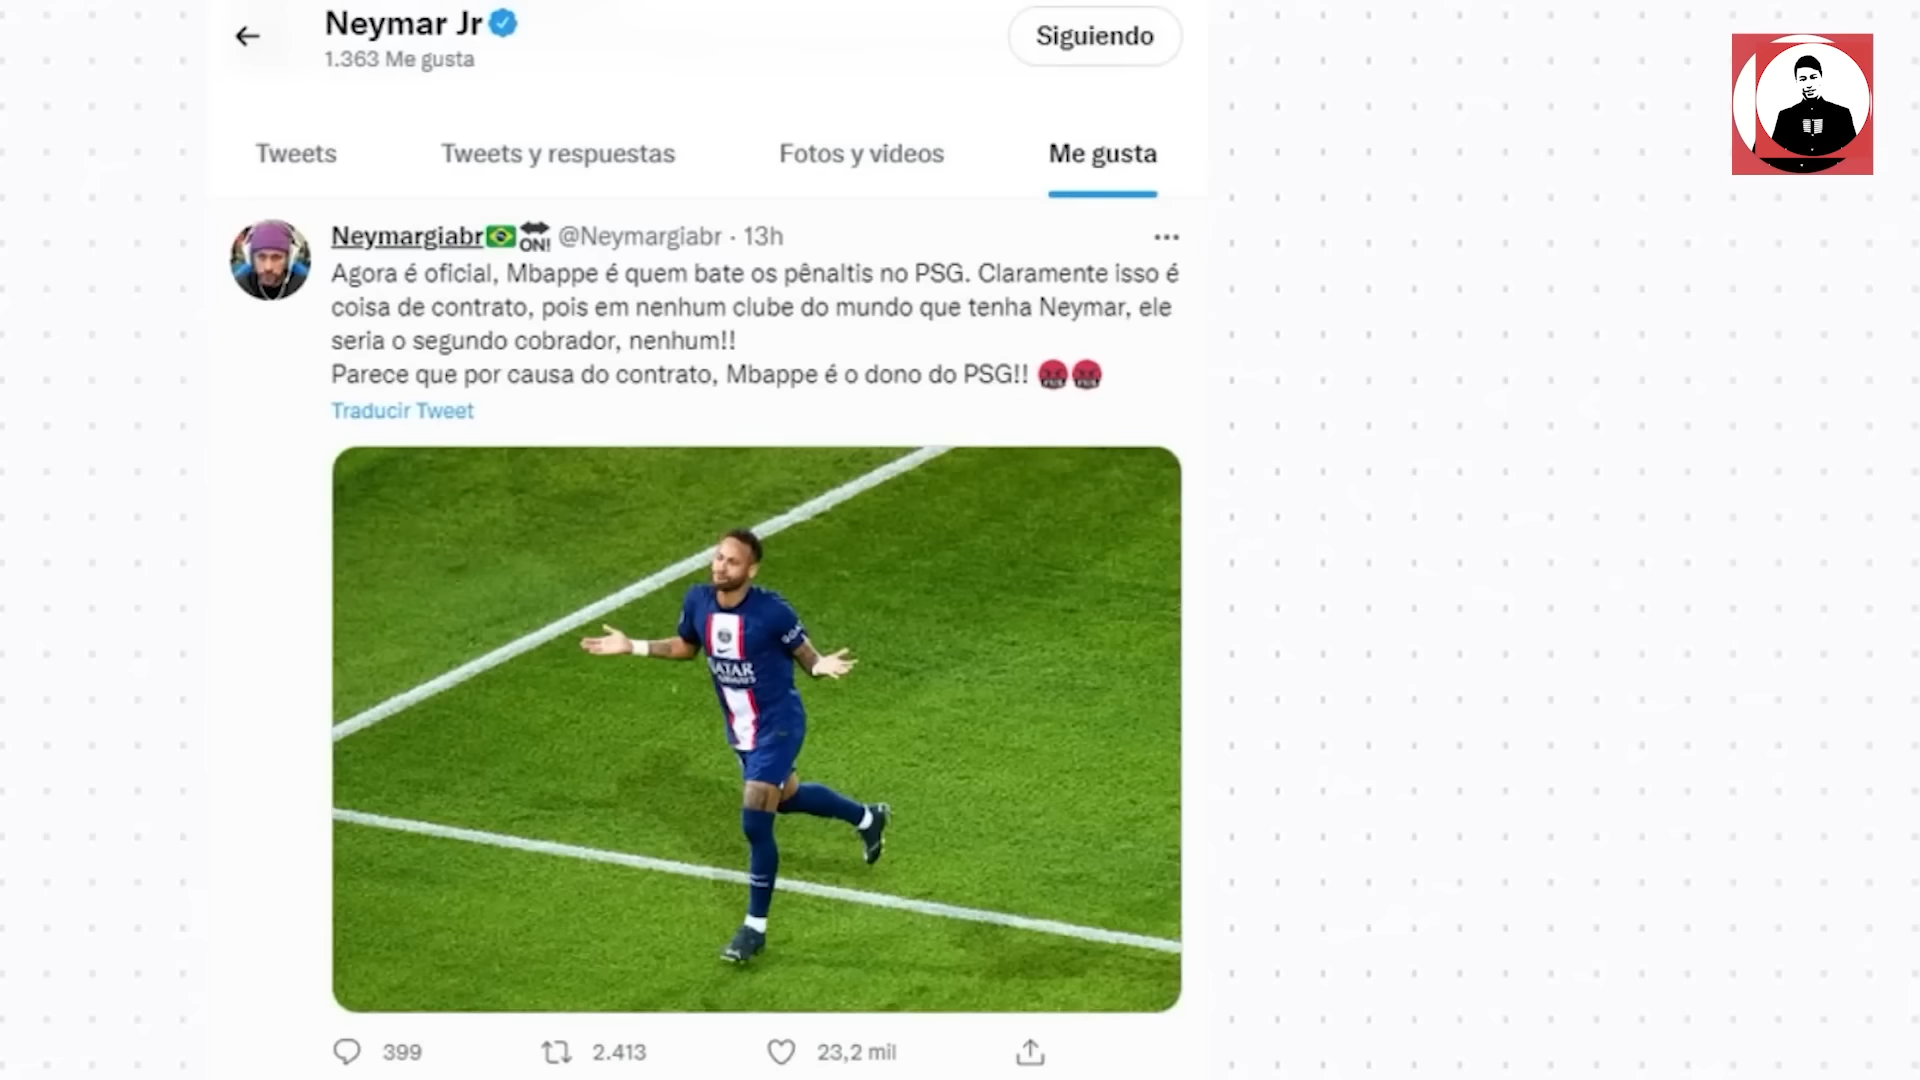 Neymar Jr
1.363 Me gusta
Siguiendo
Tweets
Tweets y respuestas
Fotos y videos
Me gusta
Neymargiabr ON! @Neymargiabr · 13h
Agora é oficial, Mbappe é quem bate os pênaltis no PSG. Claramente isso é
coisa de contrato, pois em nenhum clube do mundo que tenha Neymar, ele
seria o segundo cobrador, nenhum!!
Parece que por causa do contrato, Mbappe é o dono do PSG!!
Traducir Tweet
QATAR
AIRWAYS
399
2.413
23,2 mil